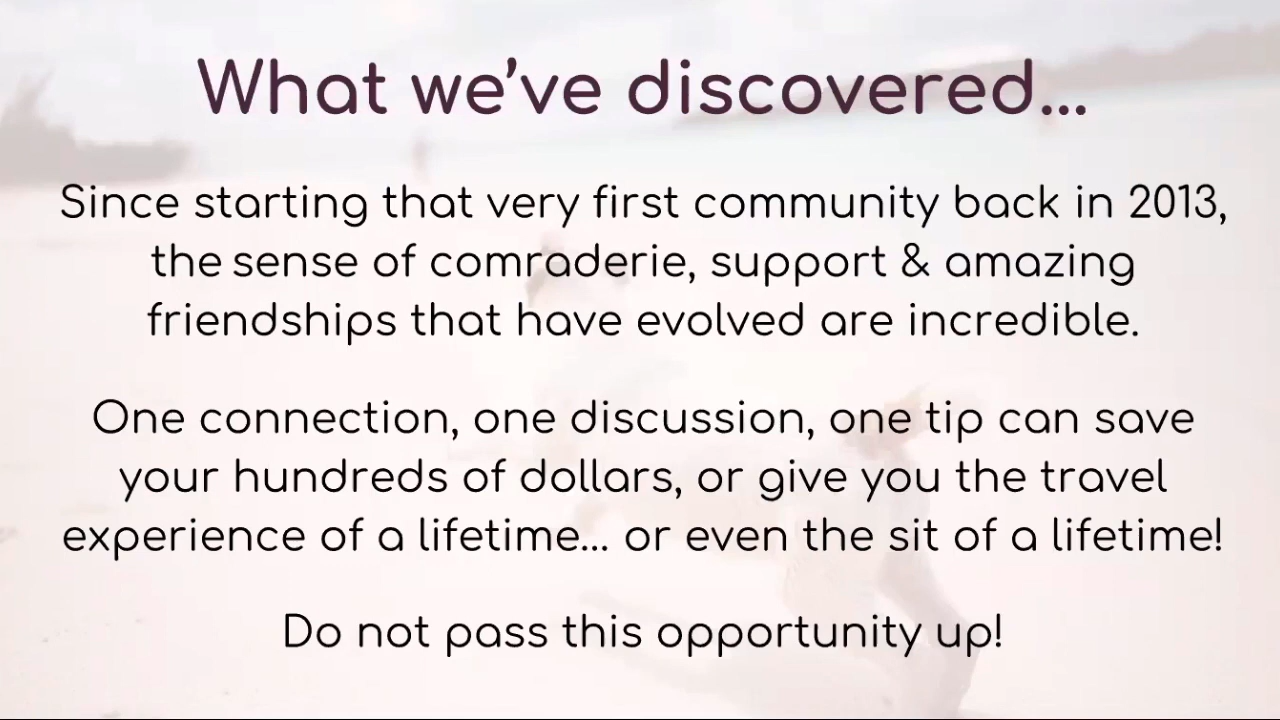 What we’ve discovered...
Since starting that very first community back in 2013,
the sense of comraderie, support & amazing
friendships that have evolved are incredible.
One connection, one discussion, one tip can save
your hundreds of dollars, or give you the travel
experience of a lifetime... or even the sit of a lifetime!
Do not pass this opportunity up!